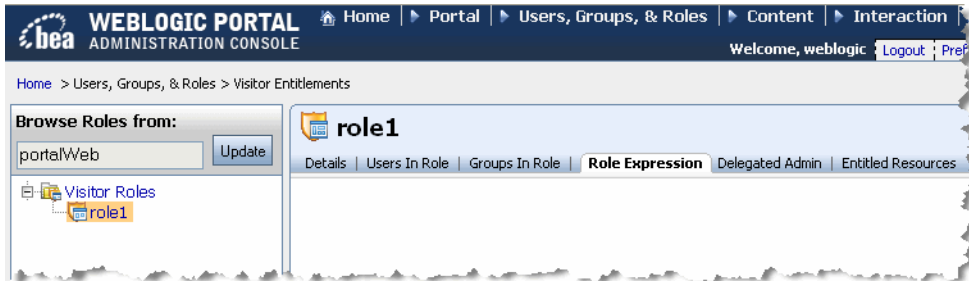 bea WEBLOGIC PORTAL
ADMINISTRATION CONSOLE
Home | Portal | Users, Groups, & Roles | Content | Interaction |
Welcome, weblogic Logout Pref
Home > Users, Groups, & Roles > Visitor Entitlements
Browse Roles from:
portalWeb Update
Visitor Roles
role1
role1
Details | Users In Role | Groups In Role | Role Expression Delegated Admin | Entitled Resources